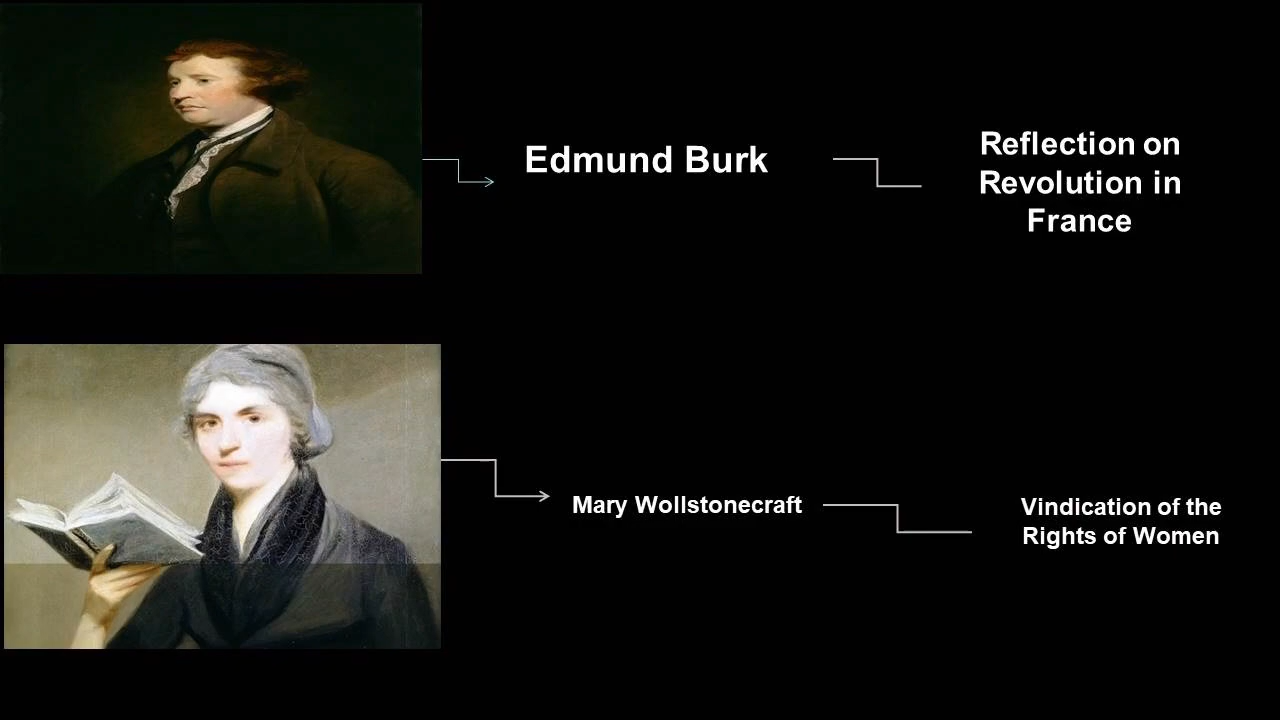 Edmund Burk
Reflection on
Revolution in
France
Mary Wollstonecraft
Vindication of the
Rights of Women